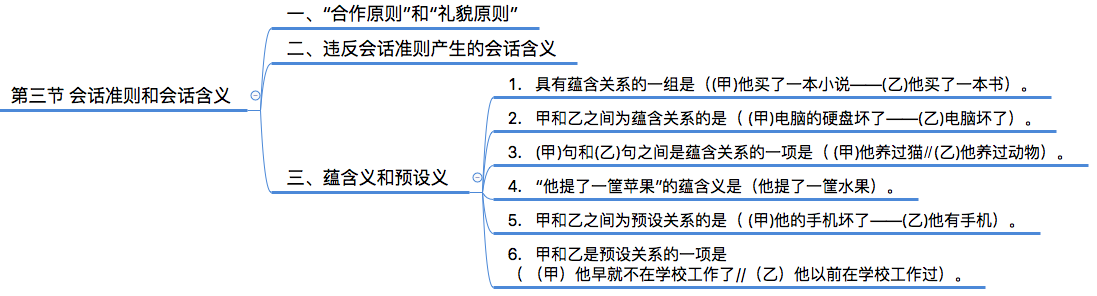 第三节 会话准则和会话含义
一、“合作原则”和“礼貌原则”
二、违反会话准则产生的会话含义
三、蕴含义和预设义
1. 具有蕴含关系的一组是（(甲)他买了一本小说——(乙)他买了一本书）。
2. 甲和乙之间为蕴含关系的是（ (甲)电脑的硬盘坏了——(乙)电脑坏了）。
3. (甲)句和(乙)句之间是蕴含关系的一项是（ (甲)他养过猫//(乙)他养过动物）。
4. “他提了一筐苹果”的蕴含义是（他提了一筐水果）。
5. 甲和乙之间为预设关系的是（ (甲)他的手机坏了——(乙)他有手机）。
6. 甲和乙是预设关系的一项是
（ （甲）他早就不在学校工作了//（乙）他以前在学校工作过）。